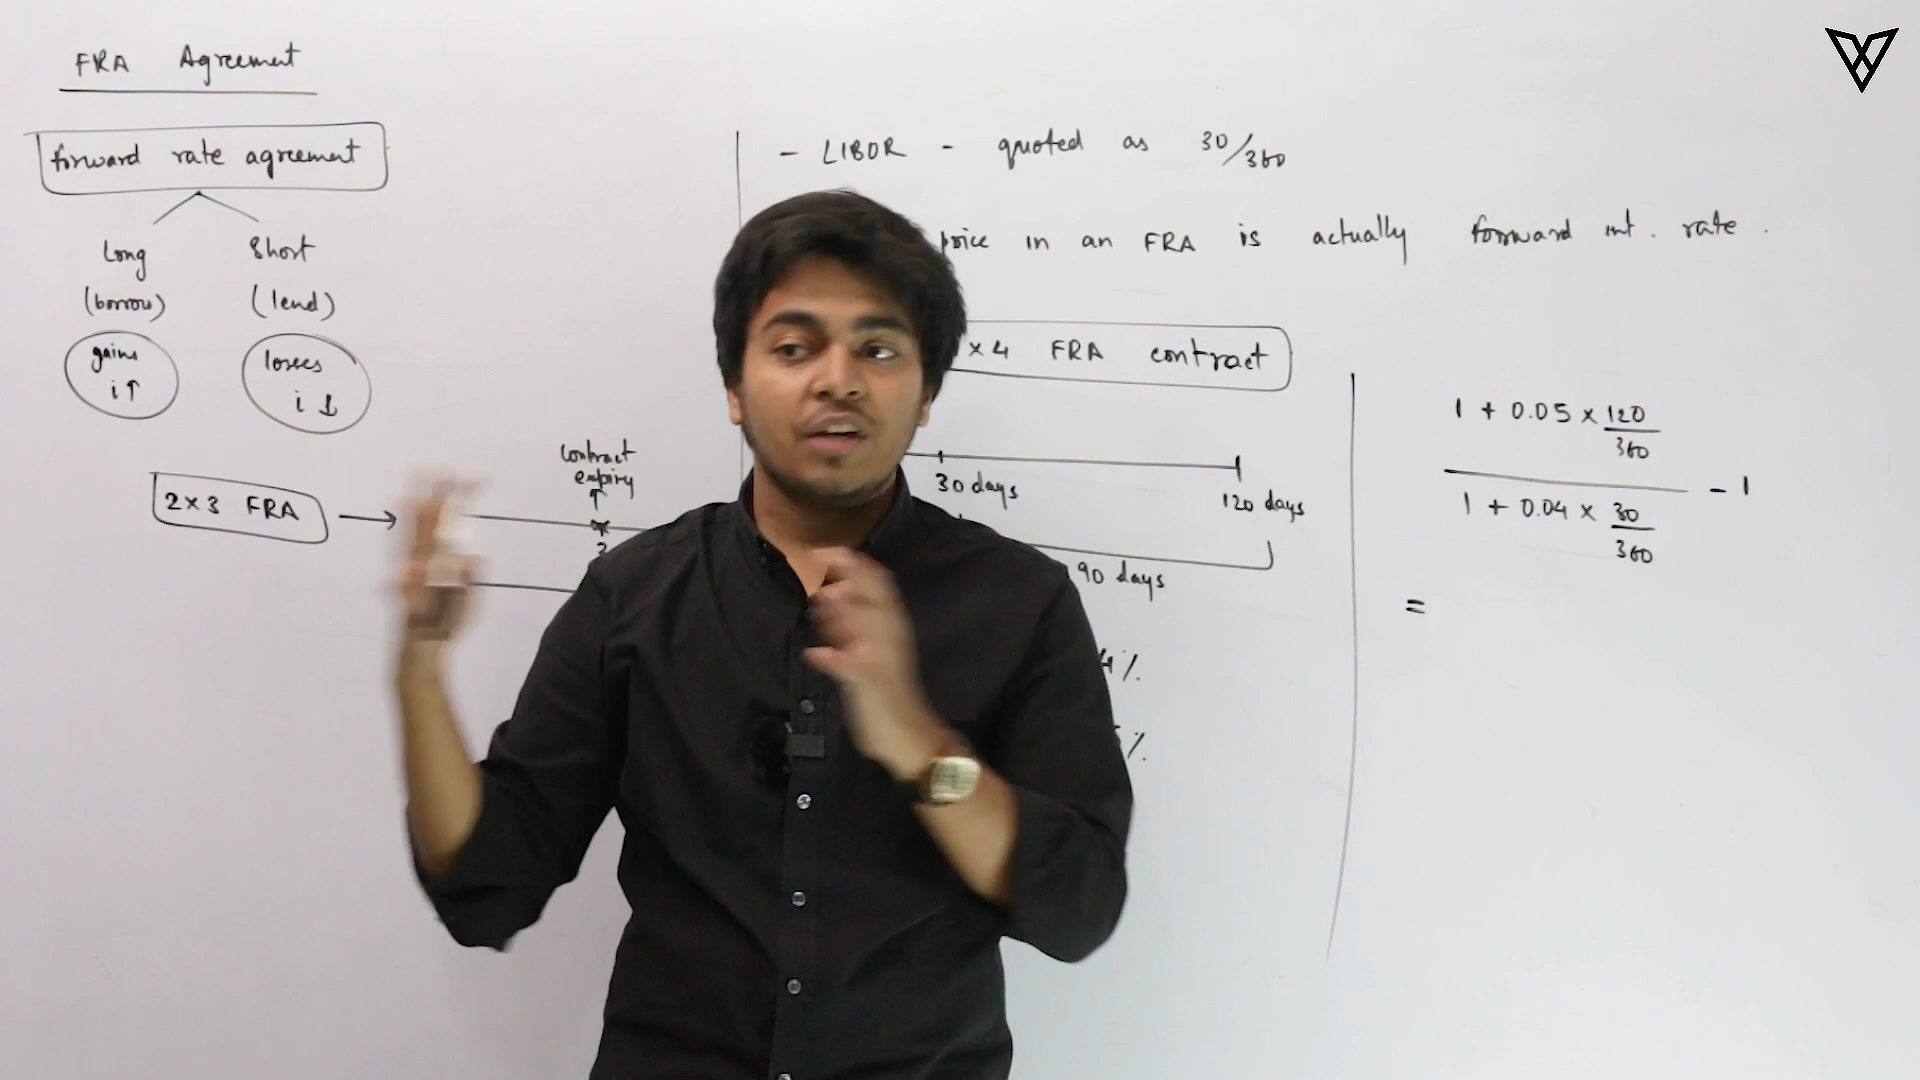 FRA Agreement
forward rate agreement
Long Short
(borrow) (lend)
gains losses
i↑ i↓
2×3 FRA →
contract
expiry
↑
- LIBOR - quoted as 30/360
price in an FRA is actually forward int. rate.
×4 FRA contract
30 days
120 days
90 days
4%
%
1 + 0.05 × 120/360
- 1
1 + 0.04 × 30/360
=